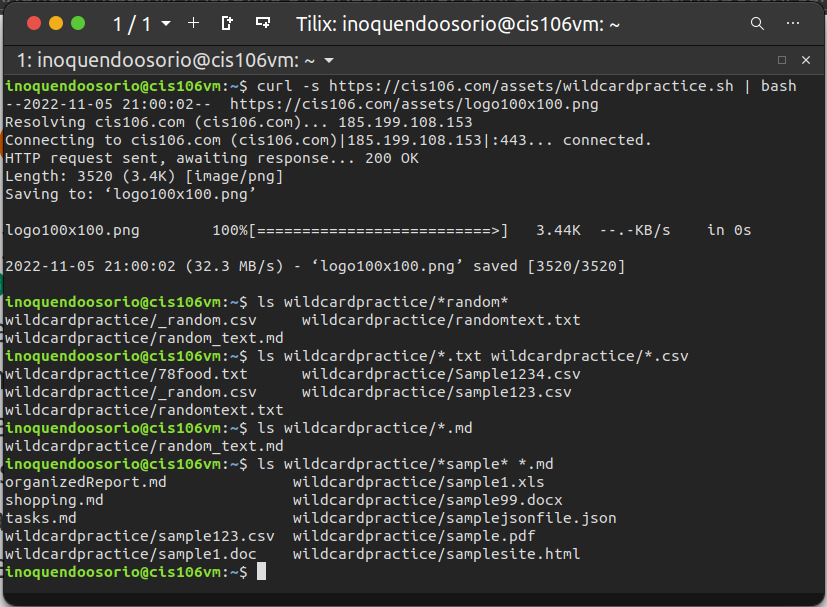 1 / 1 Tilix: inoquendoosorio@cis106vm: ~
1: inoquendoosorio@cis106vm: ~
inoquendoosorio@cis106vm:~$ curl -s https://cis106.com/assets/wildcardpractice.sh | bash
--2022-11-05 21:00:02--  https://cis106.com/assets/logo100x100.png
Resolving cis106.com (cis106.com)... 185.199.108.153
Connecting to cis106.com (cis106.com)|185.199.108.153|:443... connected.
HTTP request sent, awaiting response... 200 OK
Length: 3520 (3.4K) [image/png]
Saving to: ‘logo100x100.png’
logo100x100.png        100%[==========================>]   3.44K  --.-KB/s    in 0s
2022-11-05 21:00:02 (32.3 MB/s) - ‘logo100x100.png’ saved [3520/3520]
inoquendoosorio@cis106vm:~$ ls wildcardpractice/*random*
wildcardpractice/_random.csv     wildcardpractice/randomtext.txt
wildcardpractice/random_text.md
inoquendoosorio@cis106vm:~$ ls wildcardpractice/*.txt wildcardpractice/*.csv
wildcardpractice/78food.txt      wildcardpractice/Sample1234.csv
wildcardpractice/_random.csv     wildcardpractice/sample123.csv
wildcardpractice/randomtext.txt
inoquendoosorio@cis106vm:~$ ls wildcardpractice/*.md
wildcardpractice/random_text.md
inoquendoosorio@cis106vm:~$ ls wildcardpractice/*sample* *.md
organizedReport.md              wildcardpractice/sample1.xls
shopping.md                     wildcardpractice/sample99.docx
tasks.md                        wildcardpractice/samplejsonfile.json
wildcardpractice/sample123.csv  wildcardpractice/sample.pdf
wildcardpractice/sample1.doc    wildcardpractice/samplesite.html
inoquendoosorio@cis106vm:~$